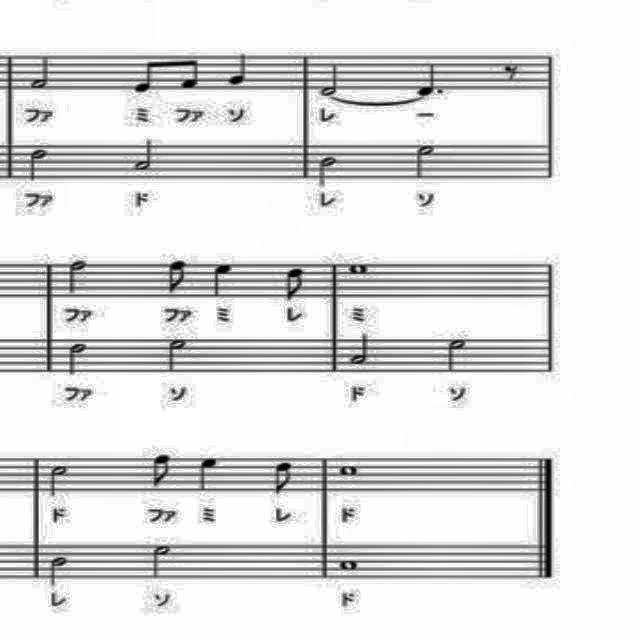 ファ ミ ファ ソ レ ー
ファ ド レ ソ
ファ ファ ミ レ ミ
ファ ソ ド ソ
ド ファ ミ レ ド
レ ソ ド